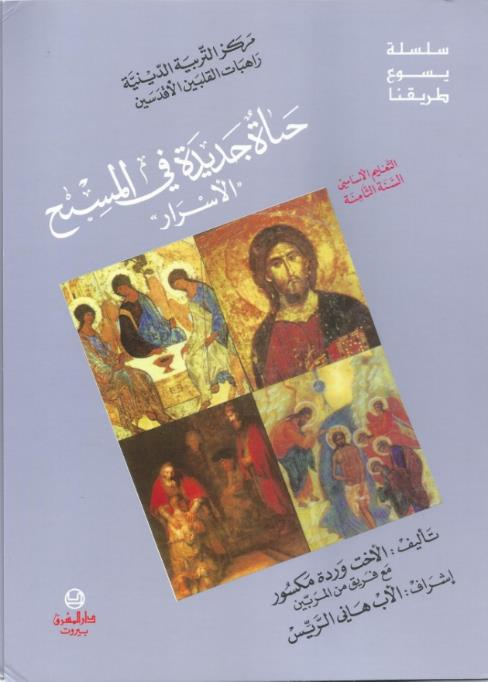 سلسلة
يسوع
طريقنا
مركز التربية الدينية
راهبات القلبين الأقدسين
حياة جديدة في المسيح
"الأسرار"
التعليم الأساسي
السنة الثامنة
تأليف: الأخت وردة مكسور
مع فريق من المربين
إشراف: الأب هاني الريّس
دار المشرق
بيروت